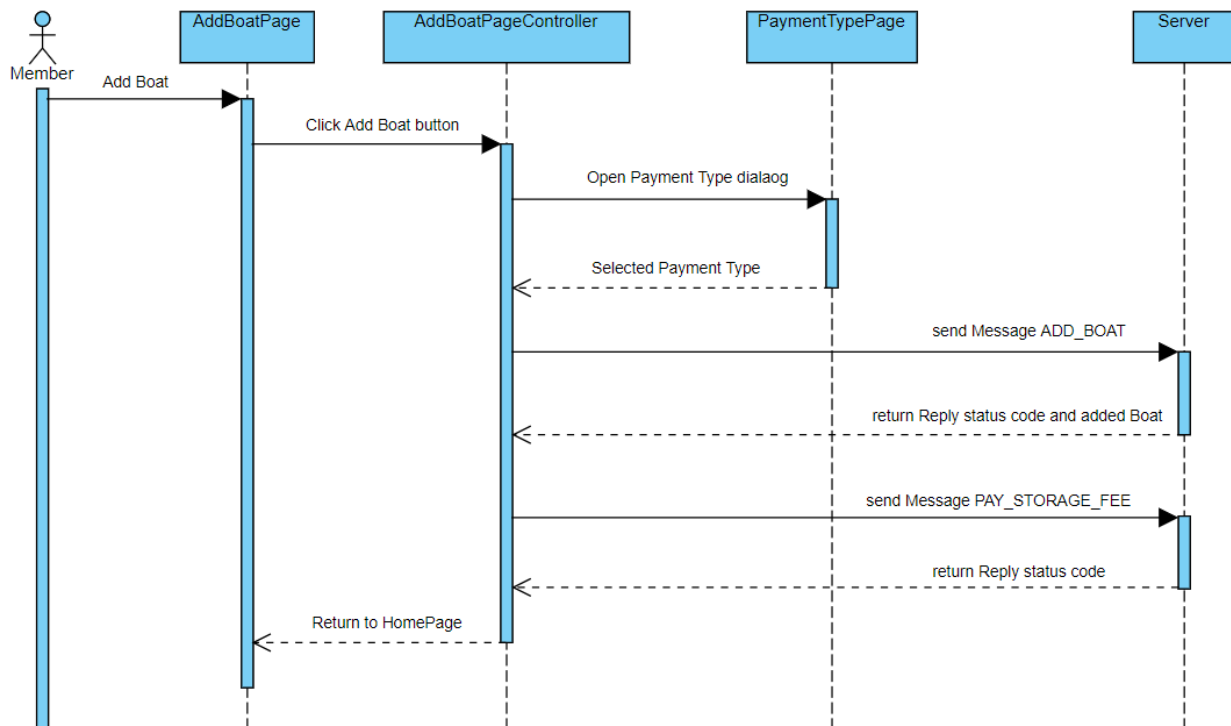 AddBoatPage
AddBoatPageController
PaymentTypePage
Server
Member
Add Boat
Click Add Boat button
Open Payment Type dialaog
Selected Payment Type
send Message ADD_BOAT
return Reply status code and added Boat
send Message PAY_STORAGE_FEE
return Reply status code
Return to HomePage